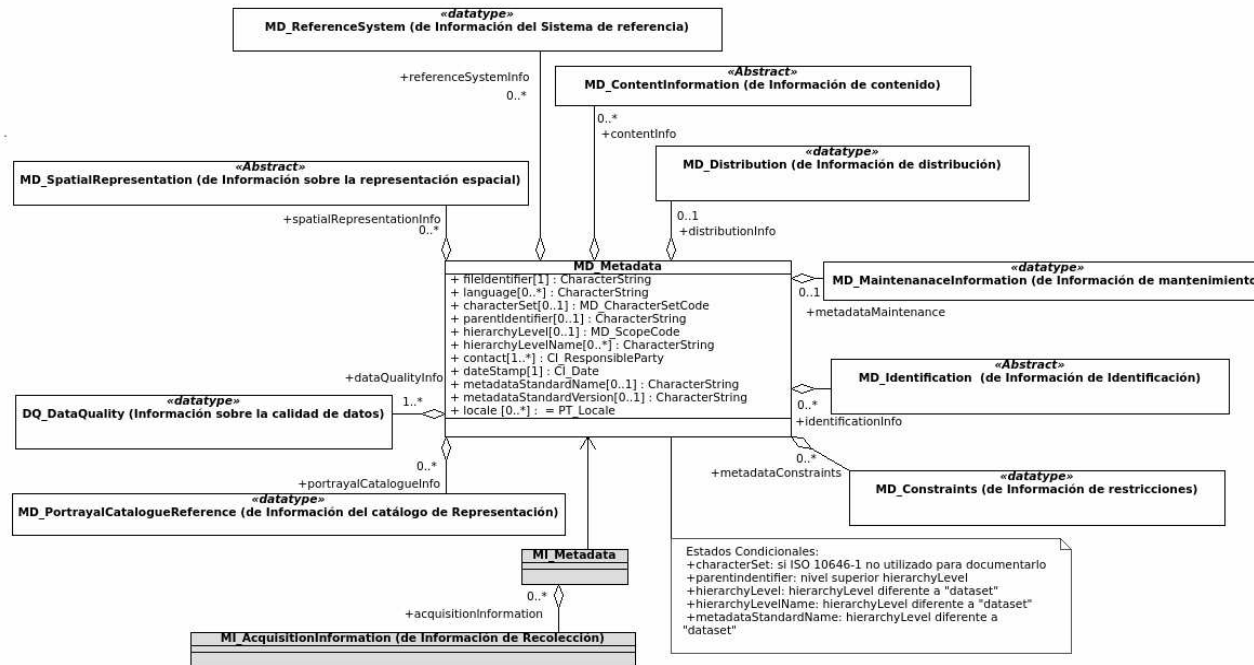 «datatype»
MD_ReferenceSystem (de Información del Sistema de referencia)
+referenceSystemInfo
0..*
«Abstract»
MD_ContentInformation (de Información de contenido)
0..*
+contentInfo
«datatype»
MD_Distribution (de Información de distribución)
0..1
+distributionInfo
«Abstract»
MD_SpatialRepresentation (de Información sobre la representación espacial)
+spatialRepresentationInfo
0..*
MD_Metadata
+ fileIdentifier[1] : CharacterString
+ language[0..*] : CharacterString
+ characterSet[0..1] : MD_CharacterSetCode
+ parentIdentifier[0..1] : CharacterString
+ hierarchyLevel[0..1] : MD_ScopeCode
+ hierarchyLevelName[0..*] : CharacterString
+ contact[1..*] : CI_ResponsibleParty
+ dateStamp[1] : CI_Date
+ metadataStandardName[0..1] : CharacterString
+ metadataStandardVersion[0..1] : CharacterString
+ locale [0..*] : = PT_Locale
«datatype»
MD_MaintenanaceInformation (de Información de mantenimiento
0..1
+metadataMaintenance
«Abstract»
MD_Identification (de Información de Identificación)
0..*
+identificationInfo
+dataQualityInfo
1..*
«datatype»
DQ_DataQuality (Información sobre la calidad de datos)
0..*
+metadataConstraints
«datatype»
MD_Constraints (de Información de restricciones)
0..*
+portrayalCatalogueInfo
«datatype»
MD_PortrayalCatalogueReference (de Información del catálogo de Representación)
MI_Metadata
0..*
+acquisitionInformation
MI_AcquisitionInformation (de Información de Recolección)
Estados Condicionales:
+characterSet: si ISO 10646-1 no utilizado para documentarlo
+parentindentifier: nivel superior hierarchyLevel
+hierarchyLevel: hierarchyLevel diferente a "dataset"
+hierarchyLevelName: hierarchyLevel diferente a "dataset"
+metadataStandardName: hierarchyLevel diferente a
"dataset"